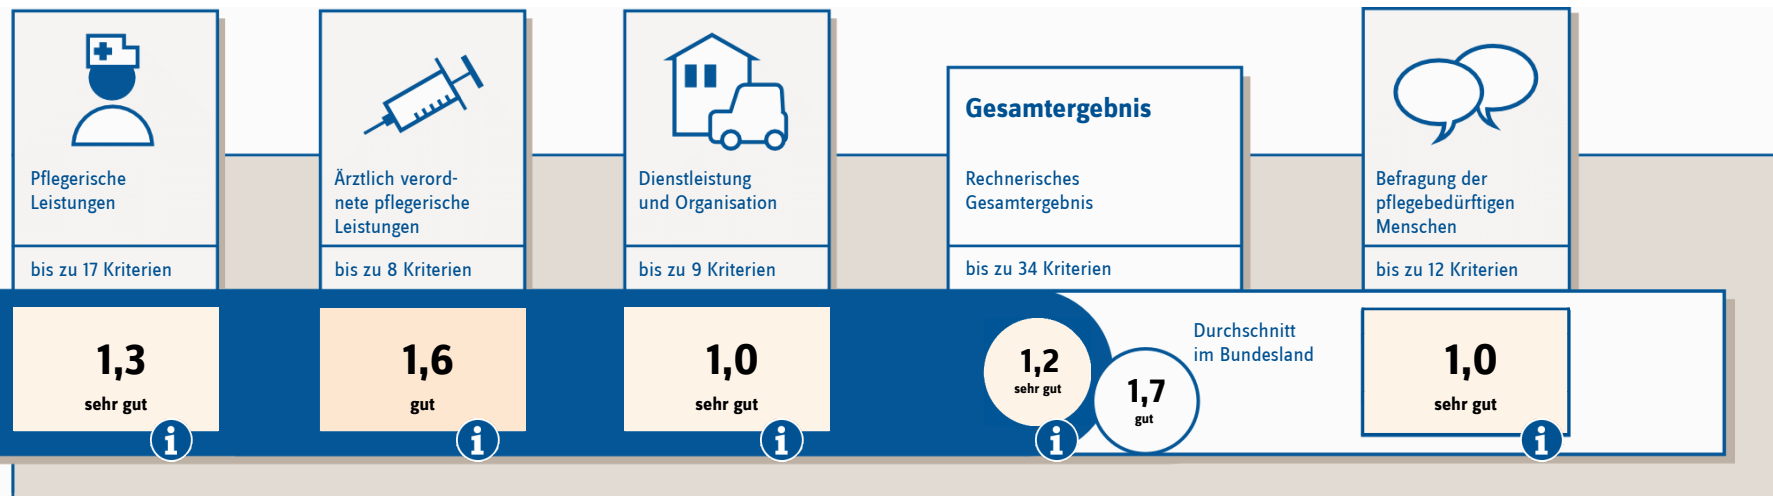 Pflegerische
Leistungen
bis zu 17 Kriterien
1,3
sehr gut
i
Ärztlich verord-
nete pflegerische
Leistungen
bis zu 8 Kriterien
1,6
gut
i
Dienstleistung
und Organisation
bis zu 9 Kriterien
1,0
sehr gut
i
Gesamtergebnis
Rechnerisches
Gesamtergebnis
bis zu 34 Kriterien
1,2
sehr gut
i
1,7
gut
Durchschnitt
im Bundesland
Befragung der
pflegebedürftigen
Menschen
bis zu 12 Kriterien
1,0
sehr gut
i